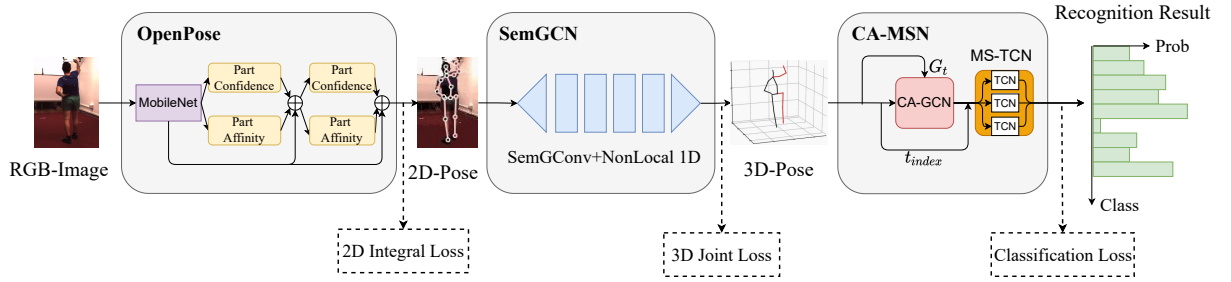 OpenPose
MobileNet
Part
Confidence
Part
Confidence
Part
Affinity
Part
Affinity
RGB-Image
2D-Pose
2D Integral Loss
SemGCN
SemGConv+NonLocal 1D
3D-Pose
3D Joint Loss
CA-MSN
G_t
CA-GCN
t_index
MS-TCN
TCN
TCN
TCN
Classification Loss
Recognition Result
Prob
Class